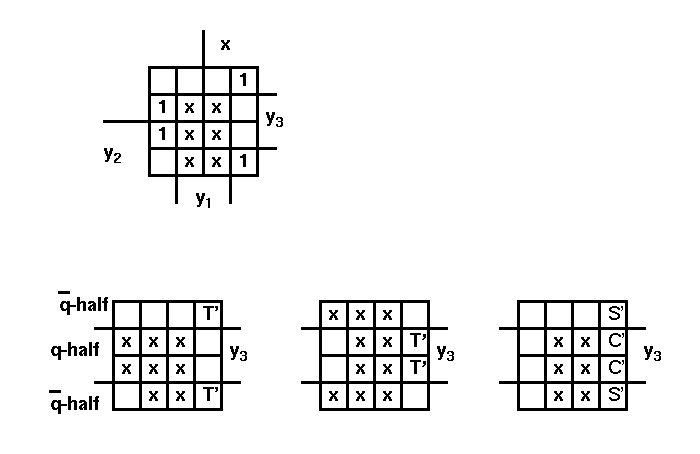 x
1
1 x x
y3
1 x x
y2
x x 1
y1
q̅-half T' x x x S'
q-half x x x x x T' x x C'
y3 y3 y3
x x x x x T' x x C'
q̅-half x x T' x x x x x S'